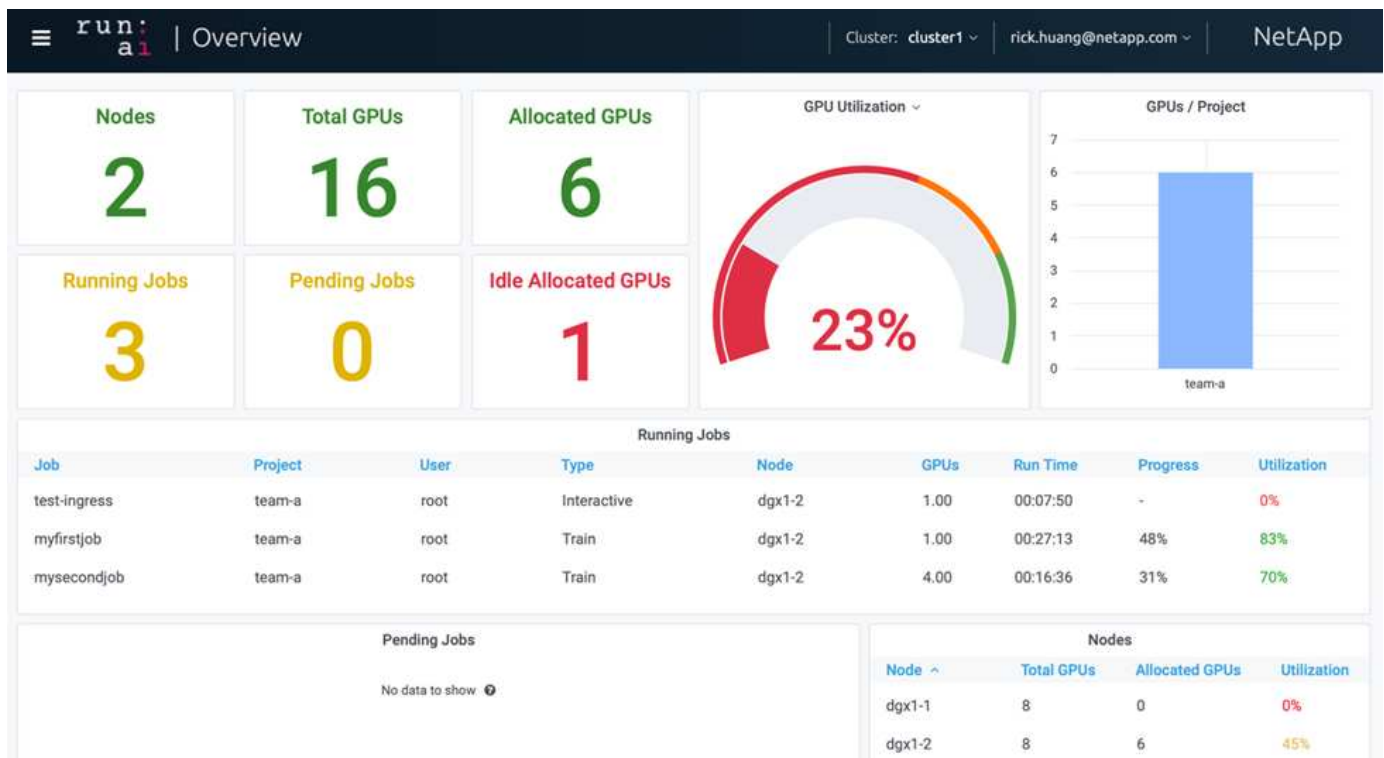 run: ai | Overview Cluster: cluster1 rick.huang@netapp.com NetApp
Nodes Total GPUs Allocated GPUs
2 16 6
Running Jobs Pending Jobs Idle Allocated GPUs
3 0 1
GPU Utilization
23%
GPUs / Project
7
6
5
4
3
2
1
0
team-a
Running Jobs
Job Project User Type Node GPUs Run Time Progress Utilization
test-ingress team-a root Interactive dgx1-2 1.00 00:07:50 - 0%
myfirstjob team-a root Train dgx1-2 1.00 00:27:13 48% 83%
mysecondjob team-a root Train dgx1-2 4.00 00:16:36 31% 70%
Pending Jobs
No data to show ?
Nodes
Node Total GPUs Allocated GPUs Utilization
dgx1-1 8 0 0%
dgx1-2 8 6 45%